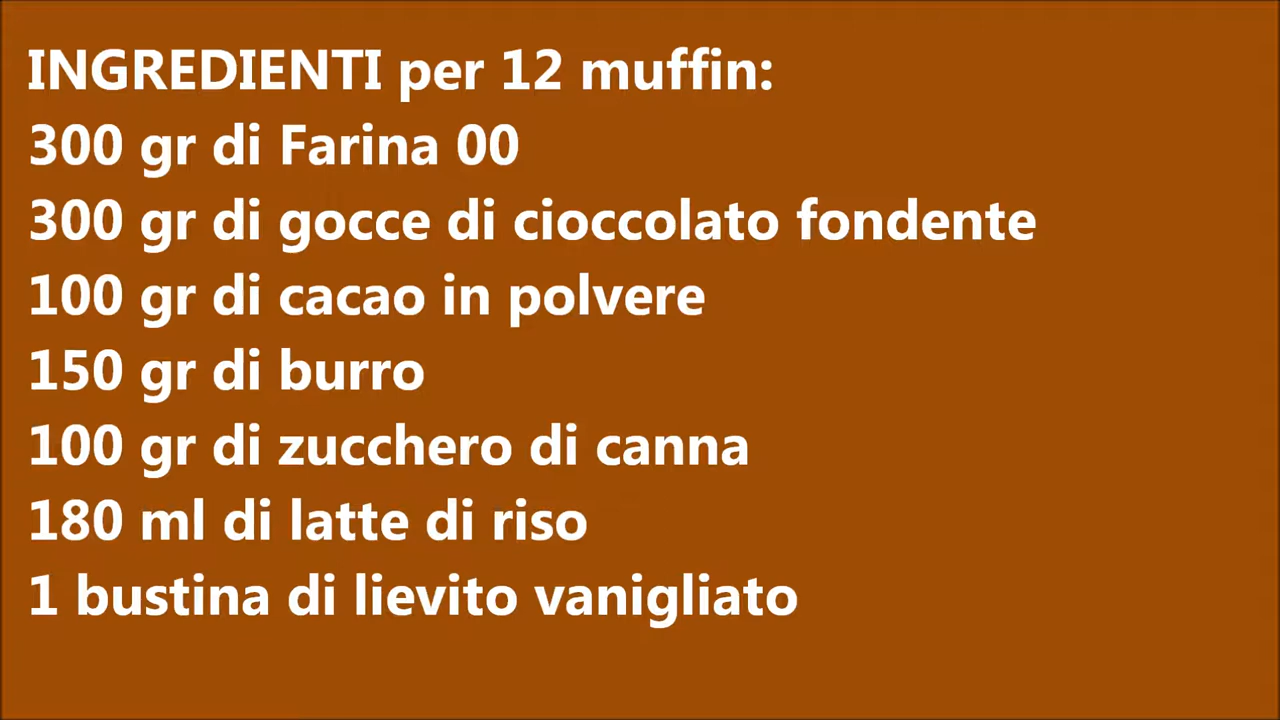 INGREDIENTI per 12 muffin:
300 gr di Farina 00
300 gr di gocce di cioccolato fondente
100 gr di cacao in polvere
150 gr di burro
100 gr di zucchero di canna
180 ml di latte di riso
1 bustina di lievito vanigliato